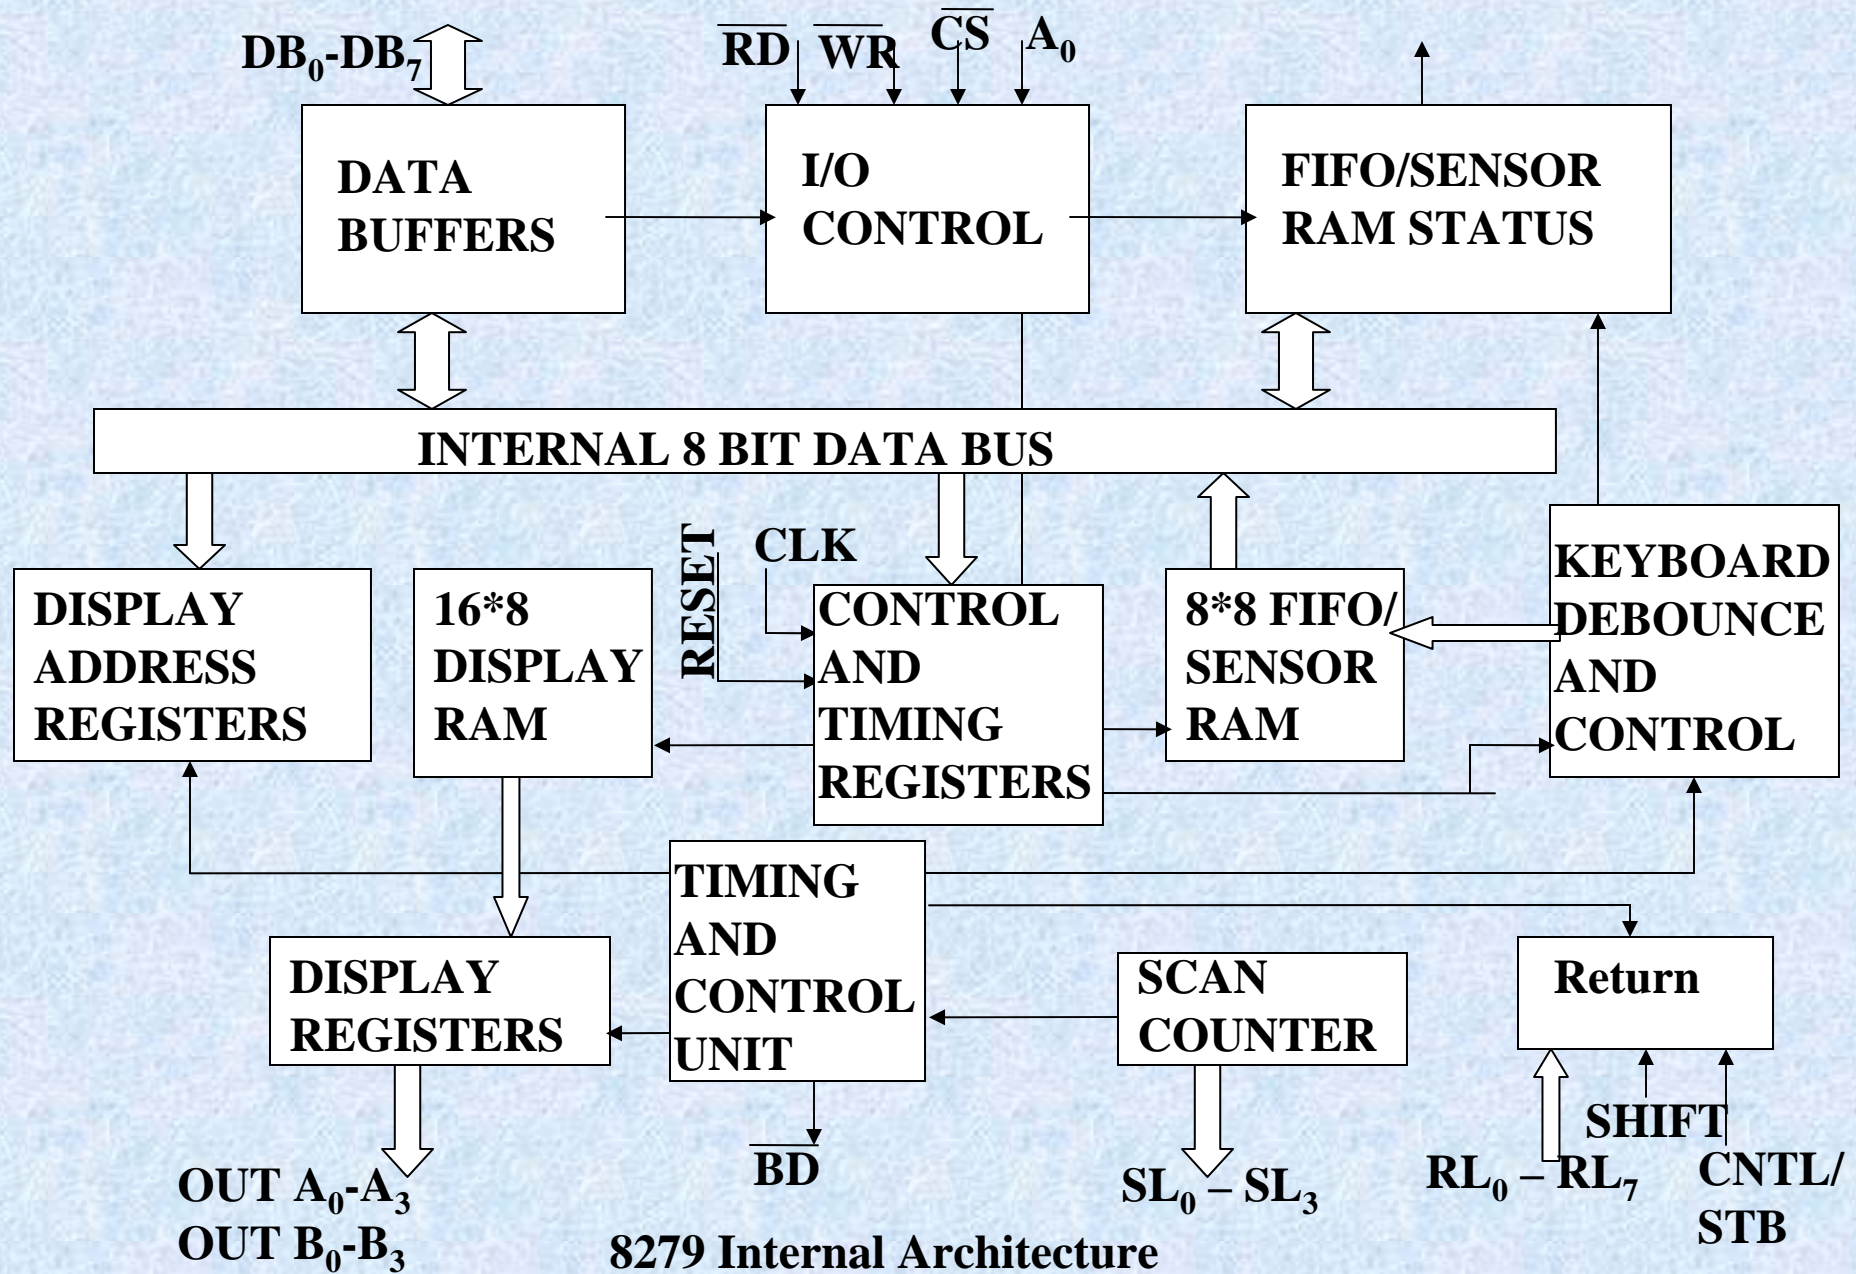 DB₀-DB₇
RD WR CS A₀
DATA
BUFFERS
I/O
CONTROL
FIFO/SENSOR
RAM STATUS
INTERNAL 8 BIT DATA BUS
DISPLAY
ADDRESS
REGISTERS
16*8
DISPLAY
RAM
RESET
CLK
CONTROL
AND
TIMING
REGISTERS
8*8 FIFO/
SENSOR
RAM
KEYBOARD
DEBOUNCE
AND
CONTROL
DISPLAY
REGISTERS
TIMING
AND
CONTROL
UNIT
SCAN
COUNTER
Return
OUT A₀-A₃
OUT B₀-B₃
BD
SL₀ – SL₃
RL₀ – RL₇
SHIFT
CNTL/
STB
8279 Internal Architecture